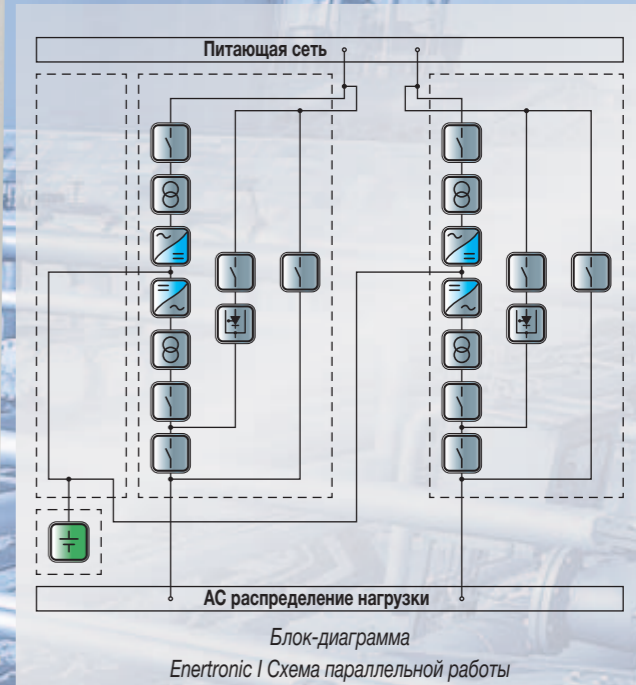 Питающая сеть
АС распределение нагрузки
Блок-диаграмма
Enertronic I Схема параллельной работы